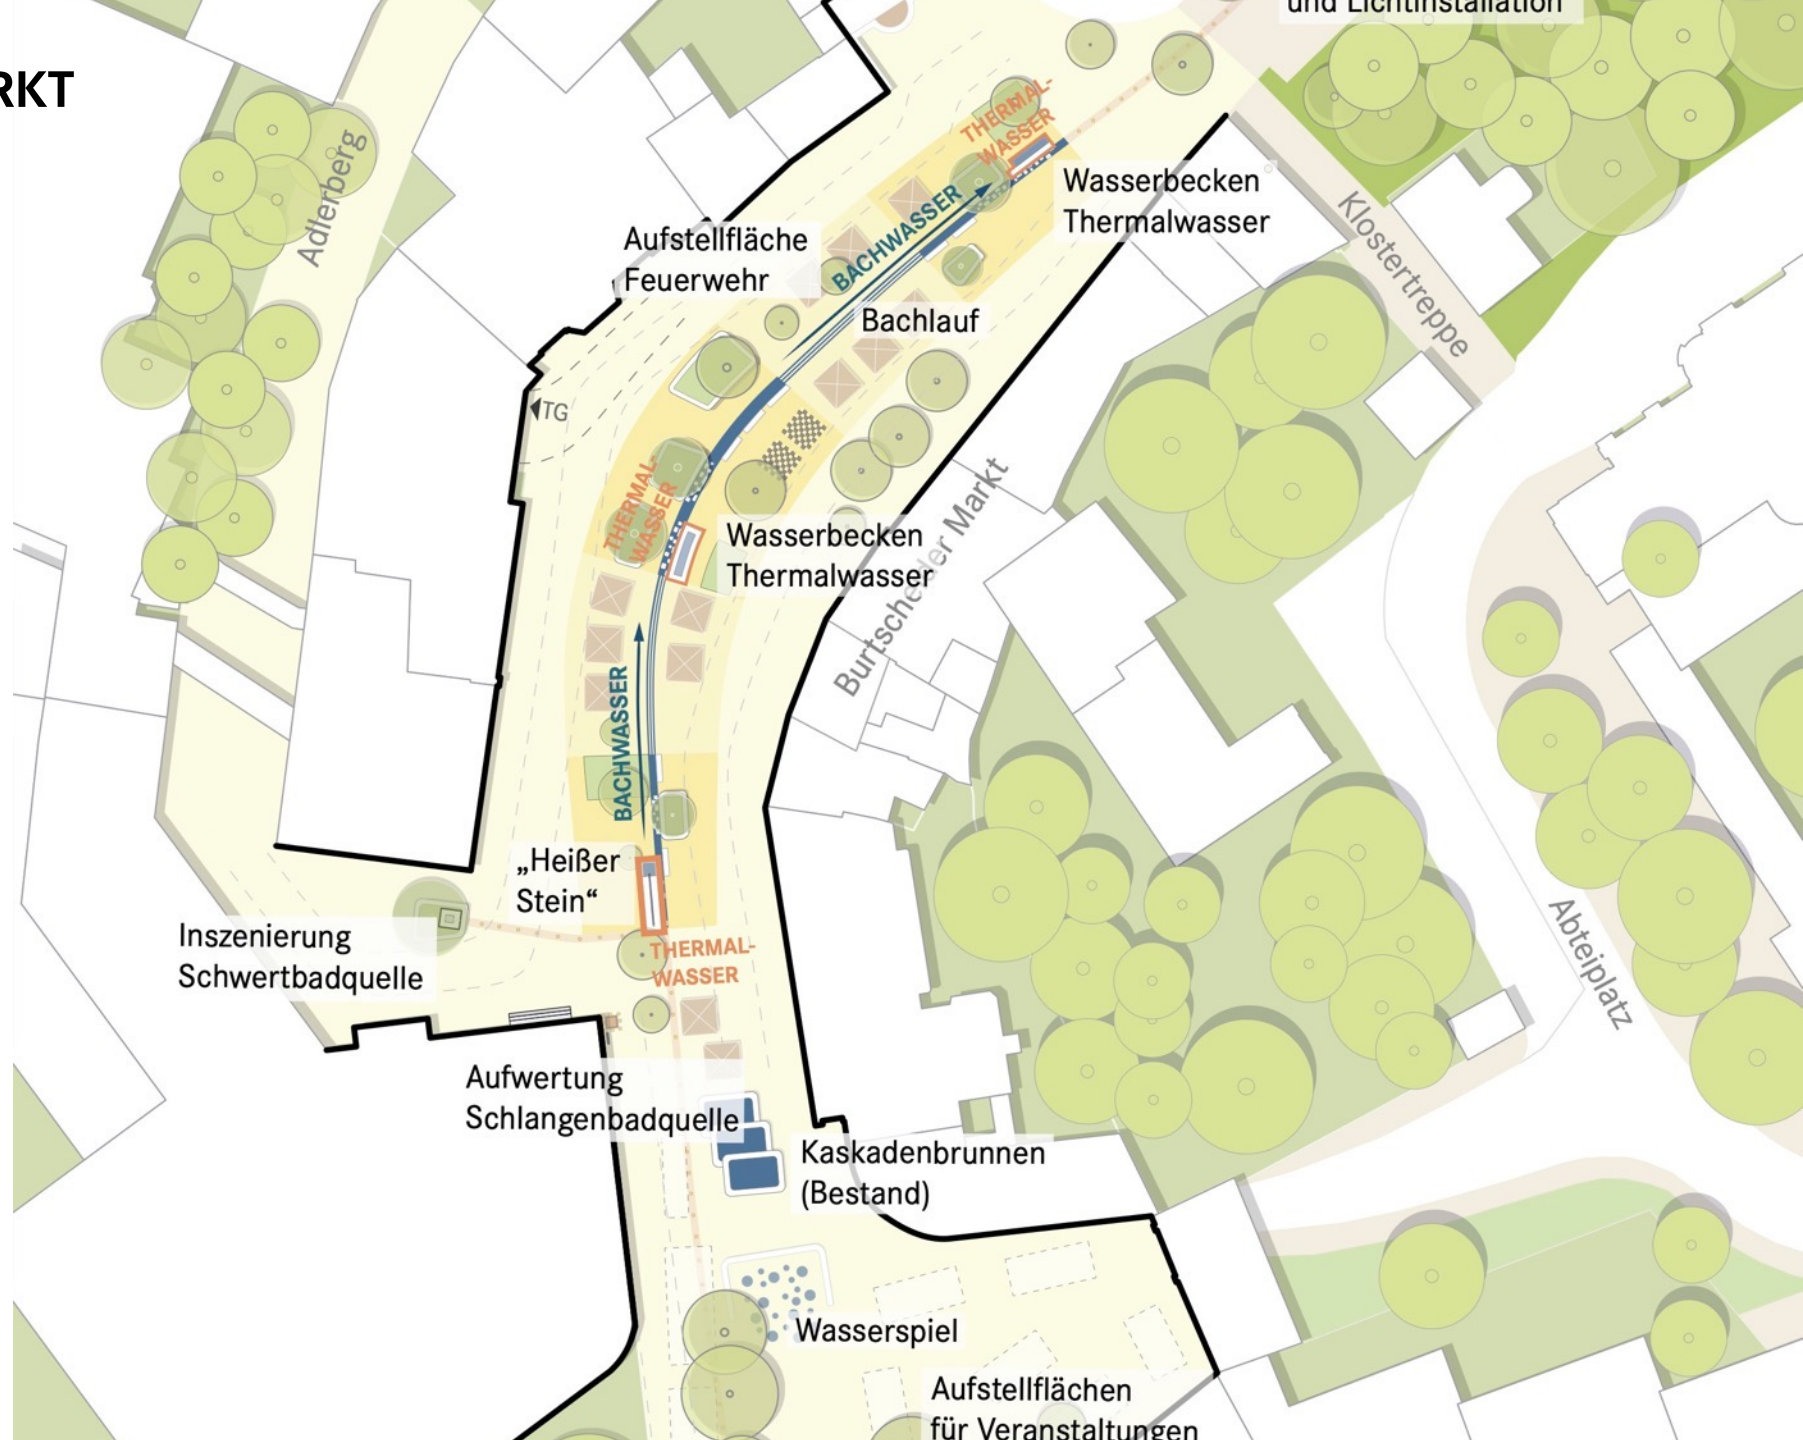 und Lichtinstallation
RKT
Adlerberg
THERMAL-
WASSER
Wasserbecken
Thermalwasser
BACHWASSER
Aufstellfläche
Feuerwehr
Klostertreppe
Bachlauf
TG
THERMAL-
WASSER
Wasserbecken
Thermalwasser
Burtscheider Markt
BACHWASSER
„Heißer
Stein“
Inszenierung
Schwertbadquelle
THERMAL-
WASSER
Abteiplatz
Aufwertung
Schlangenbadquelle
Kaskadenbrunnen
(Bestand)
Wasserspiel
Aufstellflächen
für Veranstaltungen